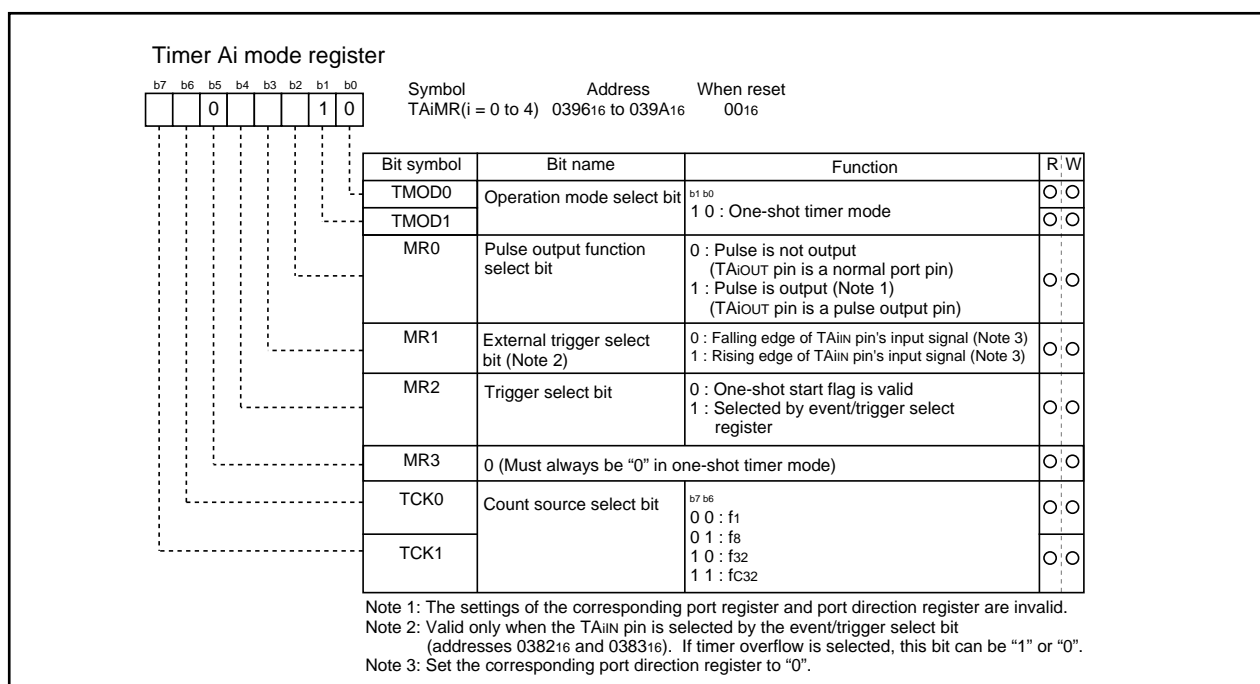 Timer Ai mode register
b7 b6 b5 b4 b3 b2 b1 b0
0 1 0
Symbol Address When reset
TAiMR(i = 0 to 4) 039616 to 039A16 0016
Bit symbol Bit name Function R W
TMOD0 Operation mode select bit b1 b0
1 0 : One-shot timer mode
TMOD1
MR0 Pulse output function select bit 0 : Pulse is not output
(TAiOUT pin is a normal port pin)
1 : Pulse is output (Note 1)
(TAiOUT pin is a pulse output pin)
MR1 External trigger select bit (Note 2) 0 : Falling edge of TAiIN pin's input signal (Note 3)
1 : Rising edge of TAiIN pin's input signal (Note 3)
MR2 Trigger select bit 0 : One-shot start flag is valid
1 : Selected by event/trigger select
register
MR3 0 (Must always be “0” in one-shot timer mode)
TCK0 Count source select bit b7 b6
0 0 : f1
0 1 : f8
TCK1 1 0 : f32
1 1 : fC32
Note 1: The settings of the corresponding port register and port direction register are invalid.
Note 2: Valid only when the TAiIN pin is selected by the event/trigger select bit
(addresses 038216 and 038316). If timer overflow is selected, this bit can be “1” or “0”.
Note 3: Set the corresponding port direction register to “0”.